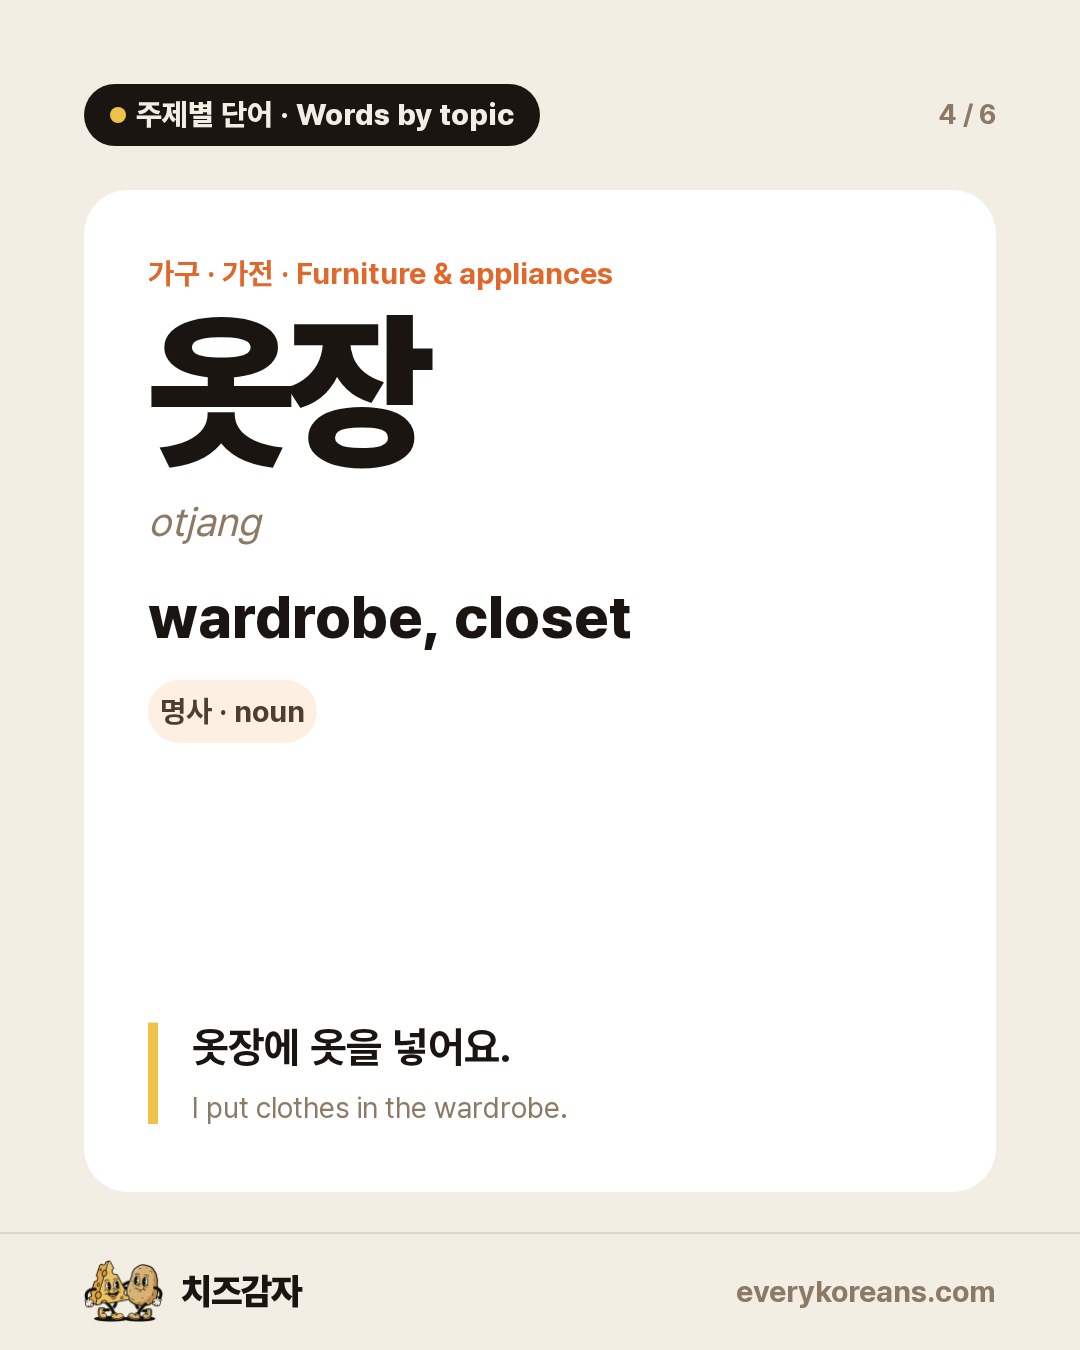 주제별 단어 · Words by topic
4 / 6
가구 · 가전 · Furniture & appliances
옷장
otjang
wardrobe, closet
명사 · noun
옷장에 옷을 넣어요.
I put clothes in the wardrobe.
치즈감자
everykoreans.com